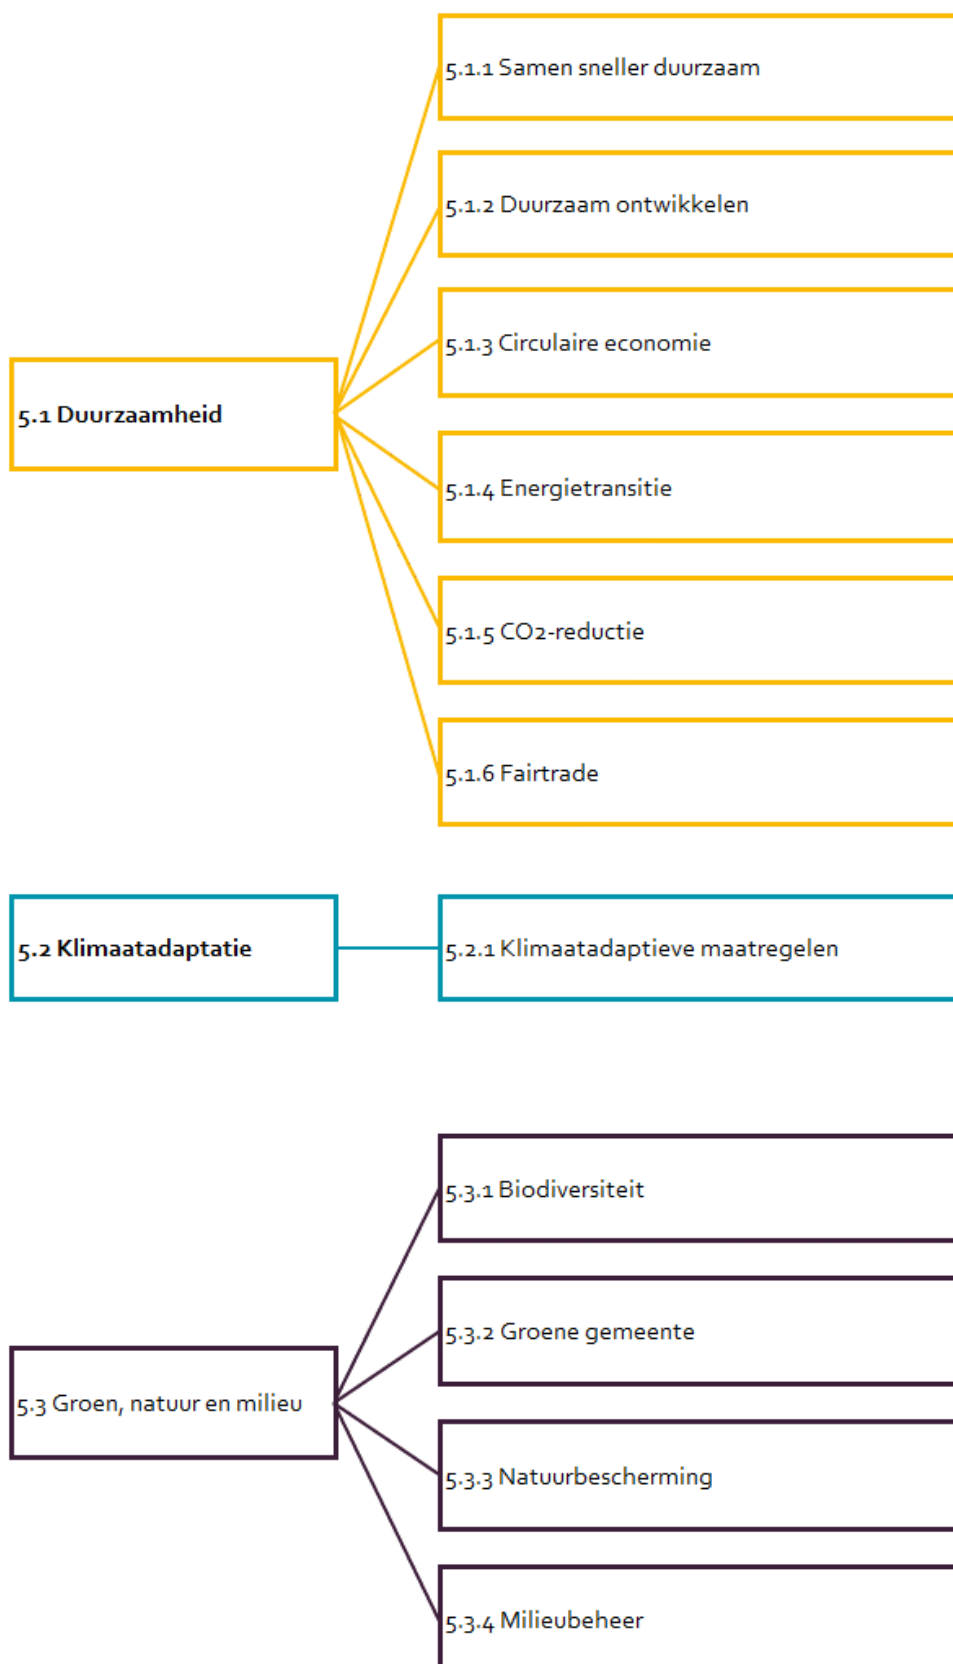 5.1 Duurzaamheid
5.1.1 Samen sneller duurzaam
5.1.2 Duurzaam ontwikkelen
5.1.3 Circulaire economie
5.1.4 Energietransitie
5.1.5 CO2-reductie
5.1.6 Fairtrade
5.2 Klimaatadaptatie
5.2.1 Klimaatadaptieve maatregelen
5.3 Groen, natuur en milieu
5.3.1 Biodiversiteit
5.3.2 Groene gemeente
5.3.3 Natuurbescherming
5.3.4 Milieubeheer